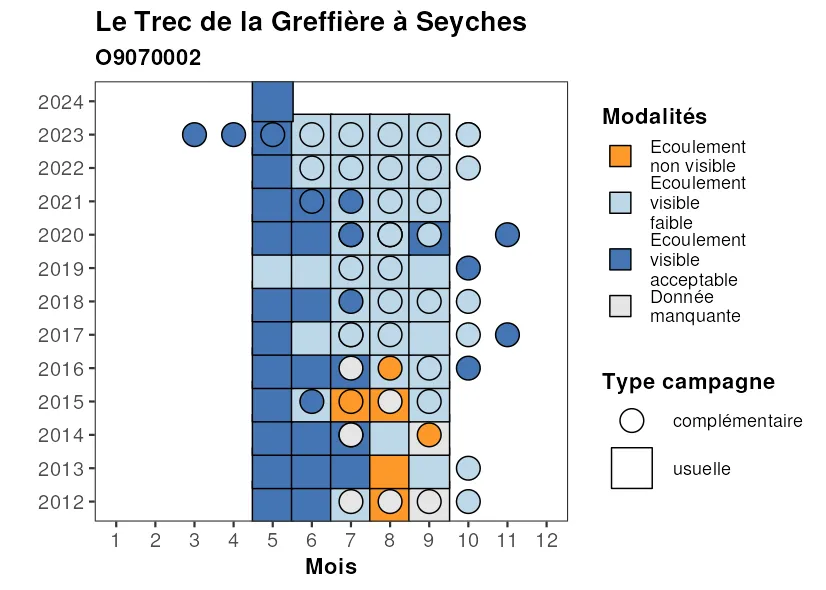 Le Trec de la Greffière à Seyches
O9070002
2024
2023
2022
2021
2020
2019
2018
2017
2016
2015
2014
2013
2012
1 2 3 4 5 6 7 8 9 10 11 12
Mois
Modalités
Ecoulement
non visible
Ecoulement
visible
faible
Ecoulement
visible
acceptable
Donnée
manquante
Type campagne
complémentaire
usuelle